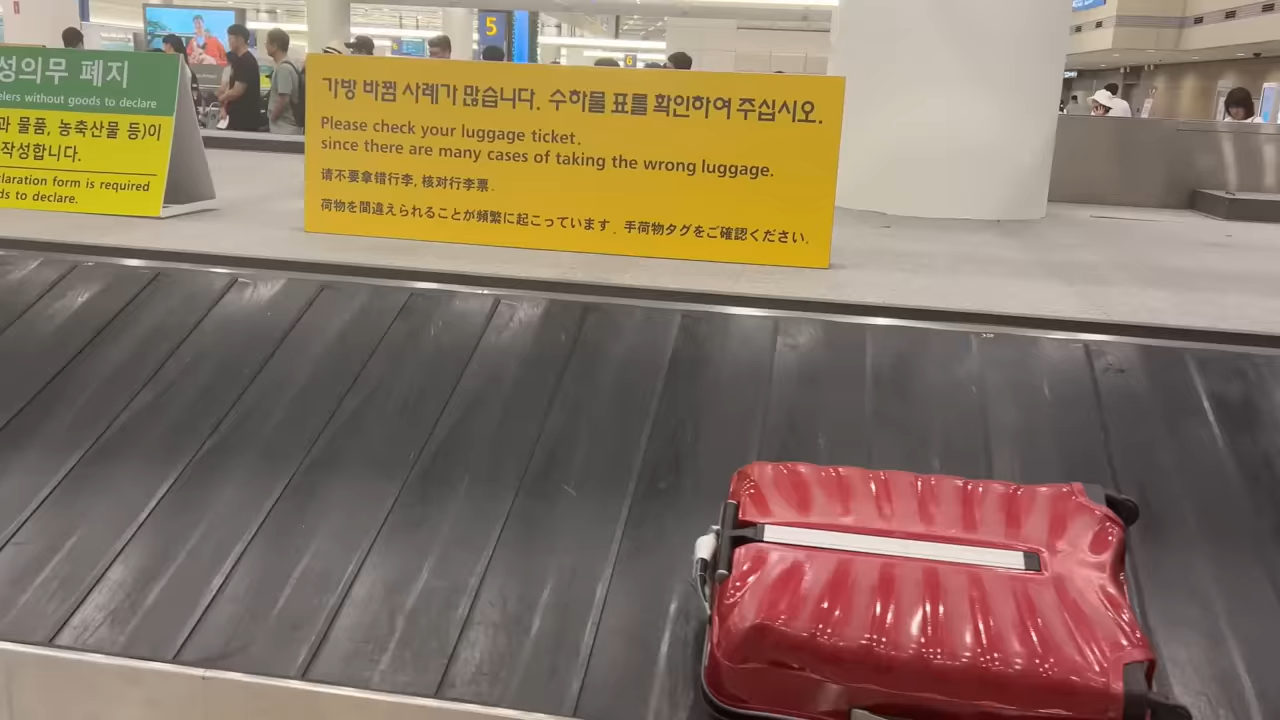 성의무 폐지
elers without goods to declare
과 물품, 농축산물 등)이
작성합니다.
laration form is required
ds to declare.
5
6
가방 바뀜 사례가 많습니다. 수하물 표를 확인하여 주십시오.
Please check your luggage ticket.
since there are many cases of taking the wrong luggage.
请不要拿错行李, 核对行李票.
荷物を間違えられることが頻繁に起こっています. 手荷物タグをご確認ください.